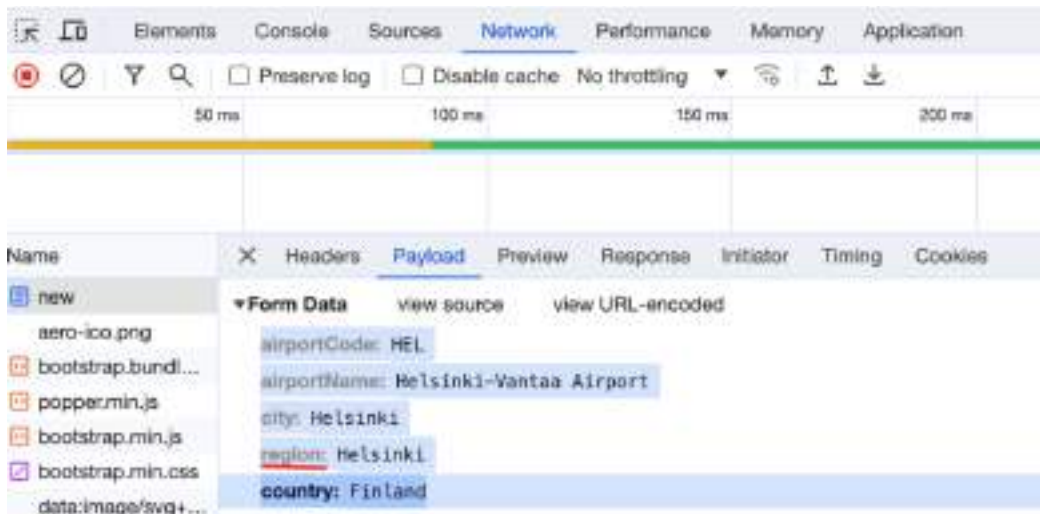 Elements Console Sources Network Performance Memory Application
Preserve log Disable cache No throttling
50 ms 100 ms 150 ms 200 ms
Name
Headers Payload Preview Response Initiator Timing Cookies
new
aero-ico.png
bootstrap.bundl...
popper.min.js
bootstrap.min.js
bootstrap.min.css
data:image/svg+...
Form Data view source view URL-encoded
airportCode: HEL
airportName: Helsinki-Vantaa Airport
city: Helsinki
region: Helsinki
country: Finland